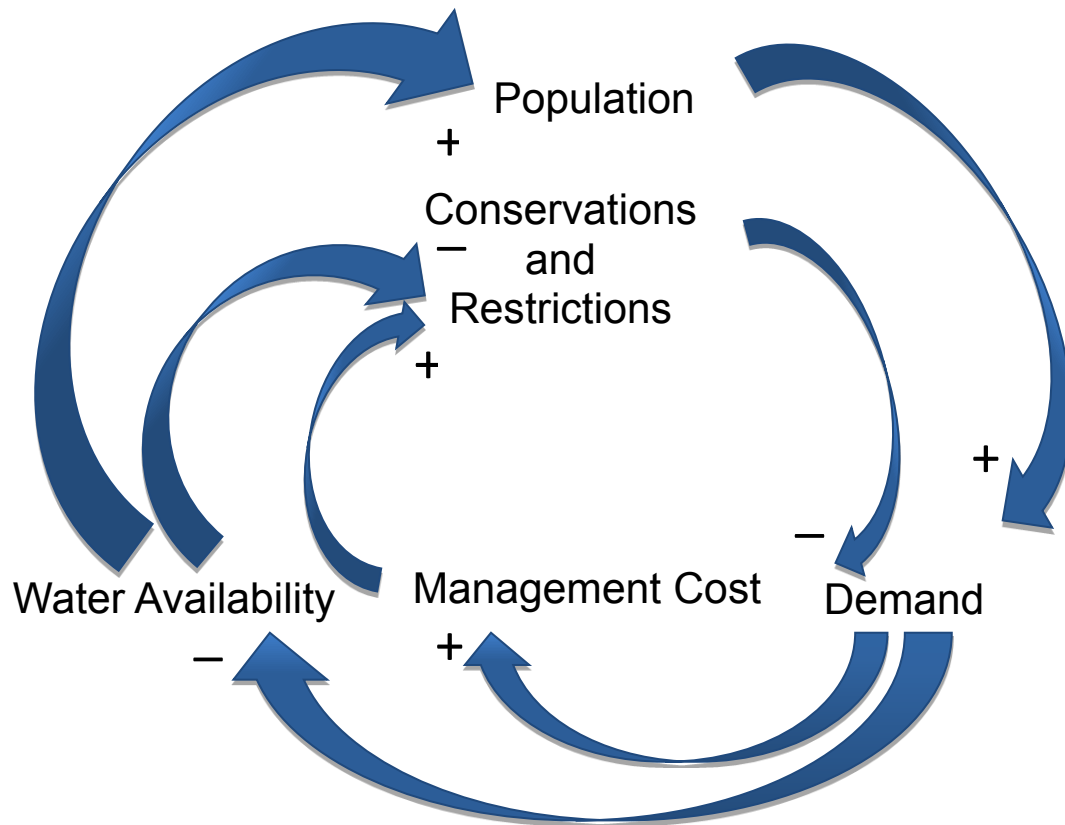 Population
+
Conservations
–
and
Restrictions
+
+
–
Water Availability
Management Cost
Demand
–
+